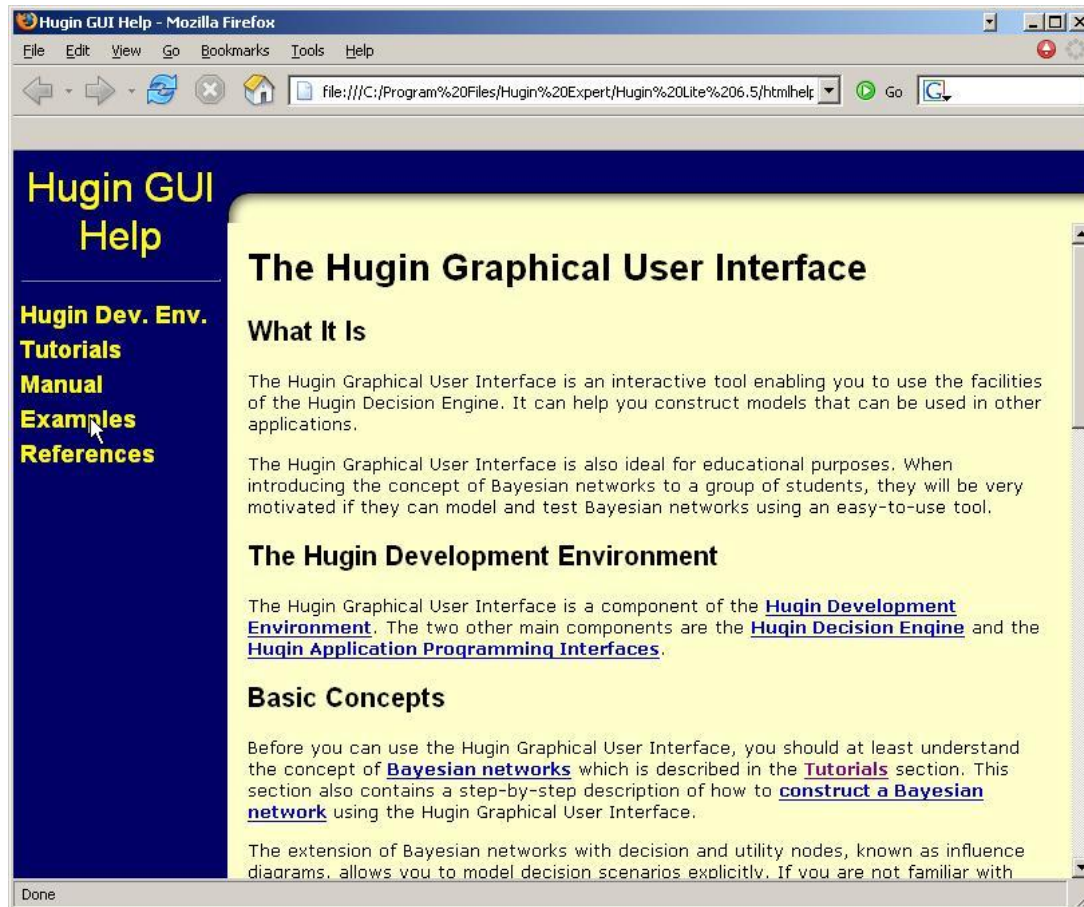 Hugin GUI Help - Mozilla Firefox
File Edit View Go Bookmarks Tools Help
file:///C:/Program%20Files/Hugin%20Expert/Hugin%20Lite%206.5/htmlhelp
Go
G
Hugin GUI
Help
Hugin Dev. Env.
Tutorials
Manual
Examples
References
The Hugin Graphical User Interface
What It Is
The Hugin Graphical User Interface is an interactive tool enabling you to use the facilities
of the Hugin Decision Engine. It can help you construct models that can be used in other
applications.
The Hugin Graphical User Interface is also ideal for educational purposes. When
introducing the concept of Bayesian networks to a group of students, they will be very
motivated if they can model and test Bayesian networks using an easy-to-use tool.
The Hugin Development Environment
The Hugin Graphical User Interface is a component of the Hugin Development
Environment. The two other main components are the Hugin Decision Engine and the
Hugin Application Programming Interfaces.
Basic Concepts
Before you can use the Hugin Graphical User Interface, you should at least understand
the concept of Bayesian networks which is described in the Tutorials section. This
section also contains a step-by-step description of how to construct a Bayesian
network using the Hugin Graphical User Interface.
The extension of Bayesian networks with decision and utility nodes, known as influence
diagrams, allows you to model decision scenarios explicitly. If you are not familiar with
Done